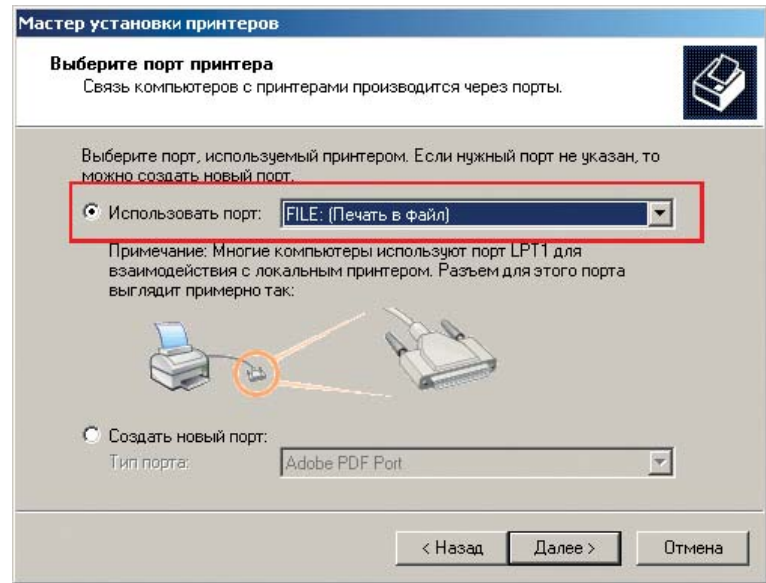 Мастер установки принтеров
Выберите порт принтера
Связь компьютеров с принтерами производится через порты.
Выберите порт, используемый принтером. Если нужный порт не указан, то
можно создать новый порт.
Использовать порт: FILE: (Печать в файл)
Примечание: Многие компьютеры используют порт LPT1 для
взаимодействия с локальным принтером. Разъем для этого порта
выглядит примерно так:
Создать новый порт:
Тип порта: Adobe PDF Port
< Назад Далее > Отмена